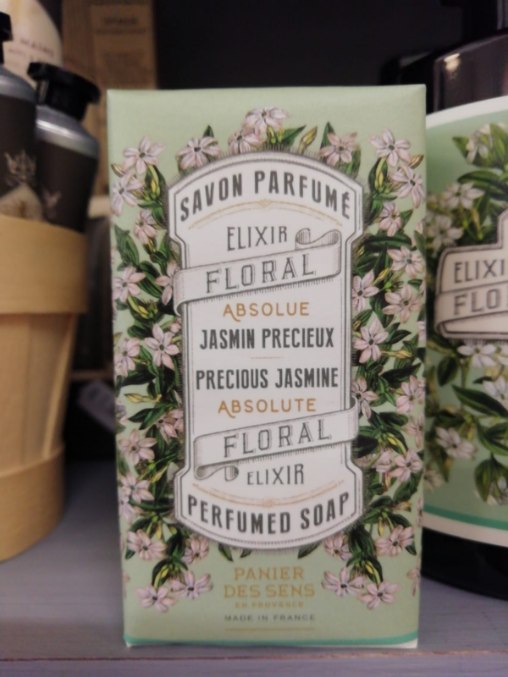 SAVON PARFUMÉ
ELIXIR
FLORAL
ABSOLUE
JASMIN PRECIEUX
PRECIOUS JASMINE
ABSOLUTE
FLORAL
ELIXIR
PERFUMED SOAP
PANIER
DES SENS
EN PROVENCE
MADE IN FRANCE
MAINS
ELIXI
FLO